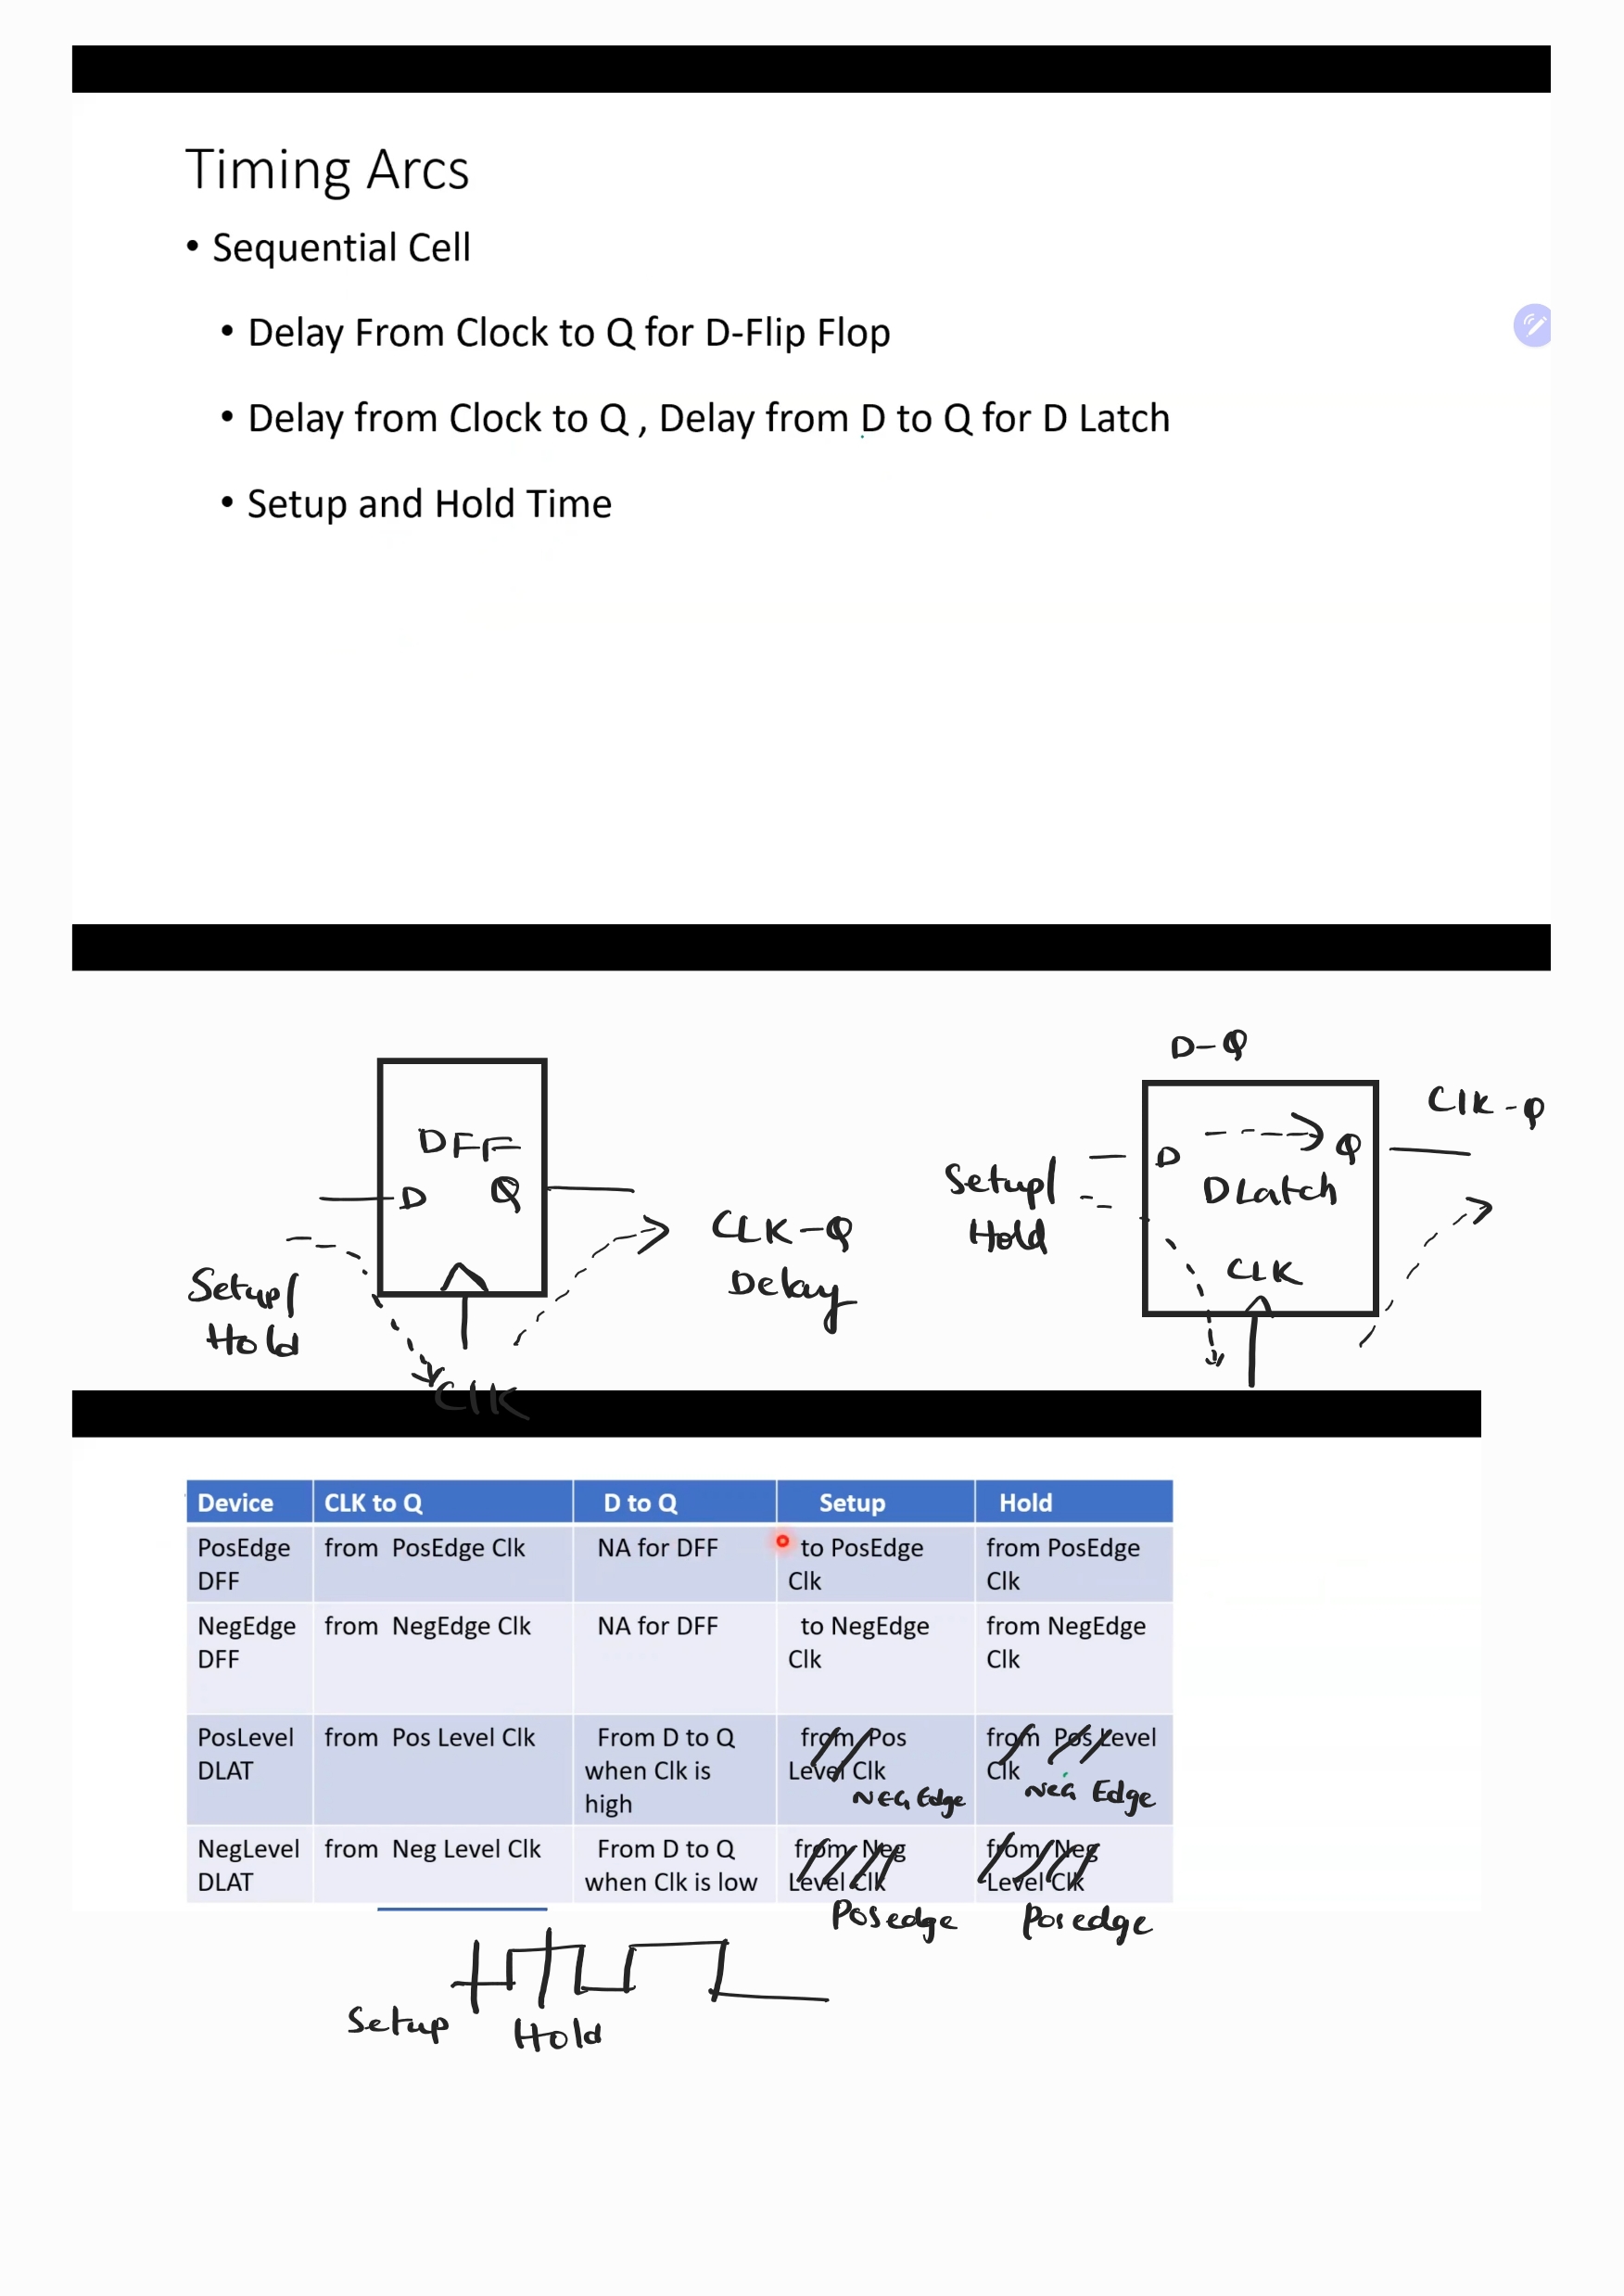 Timing Arcs
• Sequential Cell
• Delay From Clock to Q for D-Flip Flop
• Delay from Clock to Q , Delay from D to Q for D Latch
• Setup and Hold Time
D-Q
Clk-Q
DFF
D Q
D Q
Setup/
Hold
DLatch
CLK-Q
Delay
CLK
Setup/
Hold
Clk
Device CLK to Q D to Q Setup Hold
PosEdge from PosEdge Clk NA for DFF to PosEdge from PosEdge
DFF Clk Clk
NegEdge from NegEdge Clk NA for DFF to NegEdge from NegEdge
DFF Clk Clk
PosLevel from Pos Level Clk From D to Q from Pos from Pos Level
DLAT when Clk is Level Clk Clk
high NEG Edge Neg Edge
NegLevel from Neg Level Clk From D to Q from Neg from Neg
DLAT when Clk is low Level Clk Level Clk
Posedge Posedge
Setup Hold